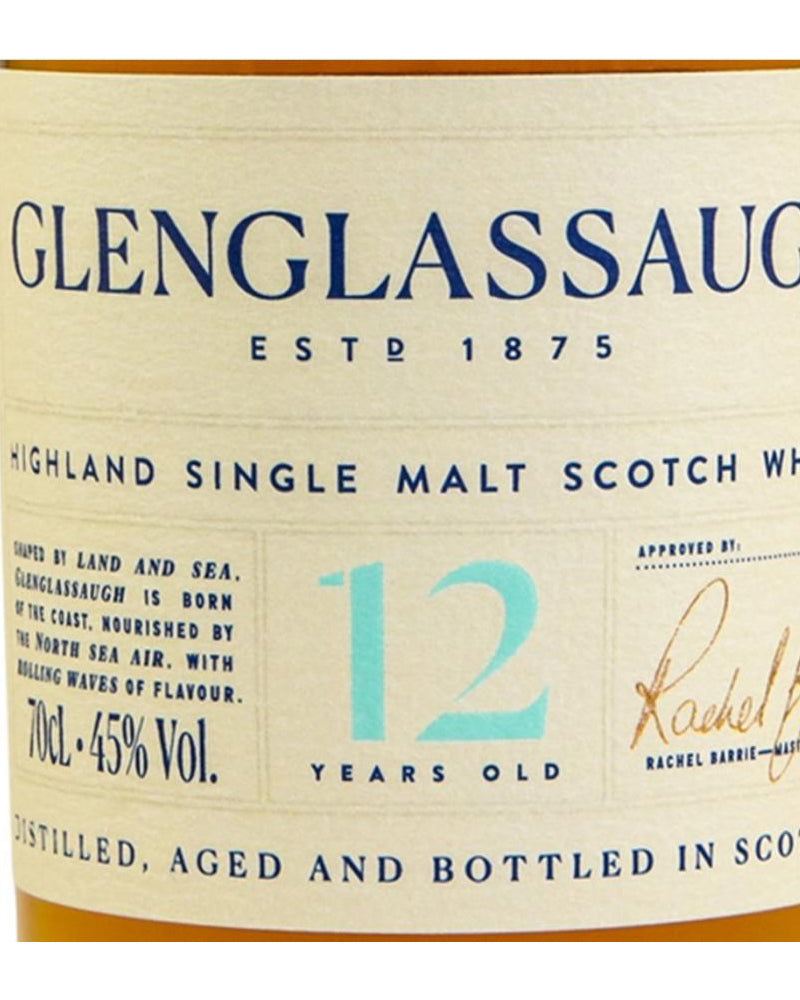 GLENGLASSAUG
ESTD 1875
HIGHLAND SINGLE MALT SCOTCH WH
SHAPED BY LAND AND SEA.
GLENGLASSAUGH IS BORN
OF THE COAST, NOURISHED BY
THE NORTH SEA AIR, WITH
ROLLING WAVES OF FLAVOUR.
70cL • 45% Vol.
12
YEARS OLD
APPROVED BY:
Rachel B
RACHEL BARRIE—MAS
DISTILLED, AGED AND BOTTLED IN SCO